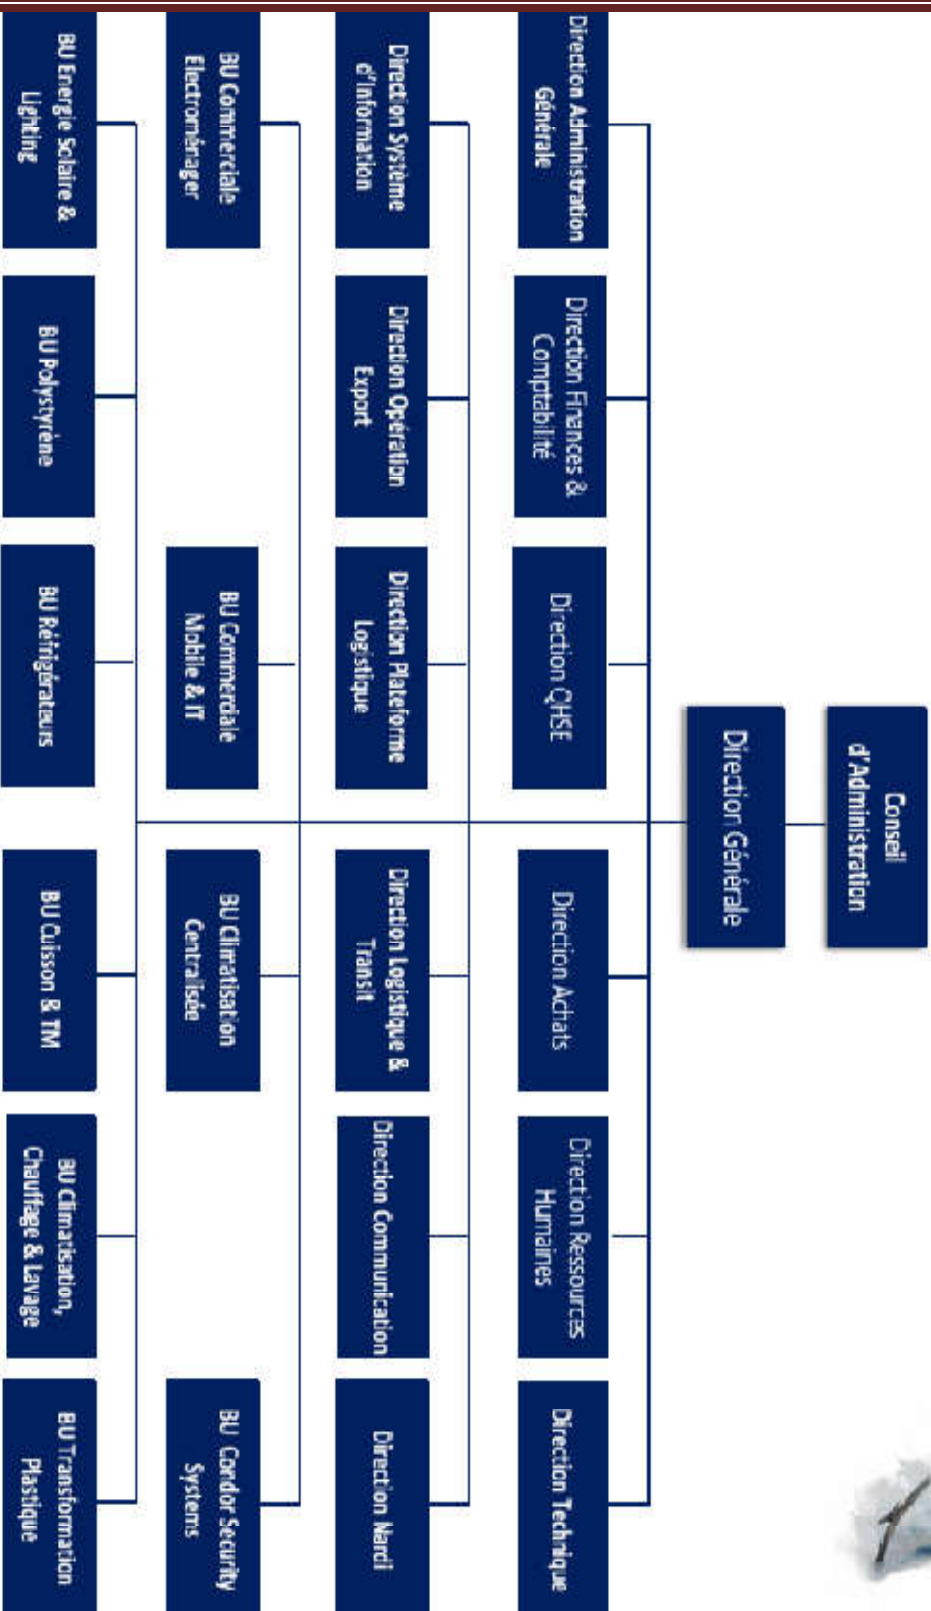 Conseil
d'Administration
Direction Générale
Direction Administration
Générale
Direction Finances &
Comptabilité
Direction QHSE
Direction Achats
Direction Ressources
Humaines
Direction Technique
Direction Système
d'Information
Direction Opération
Export
Direction Plateforme
Logistique
Direction Logistique &
Transit
Direction Communication
Direction Nardi
BU Commerciale
Electroménager
BU Commerciale
Mobile & IT
BU Climatisation
Centralisée
BU Condor Security
Systems
BU Energie Solaire &
Lighting
BU Polystyrène
BU Réfrigérateurs
BU Cuisson & TM
BU Climatisation,
Chauffage & Lavage
BU Transformation
Plastique